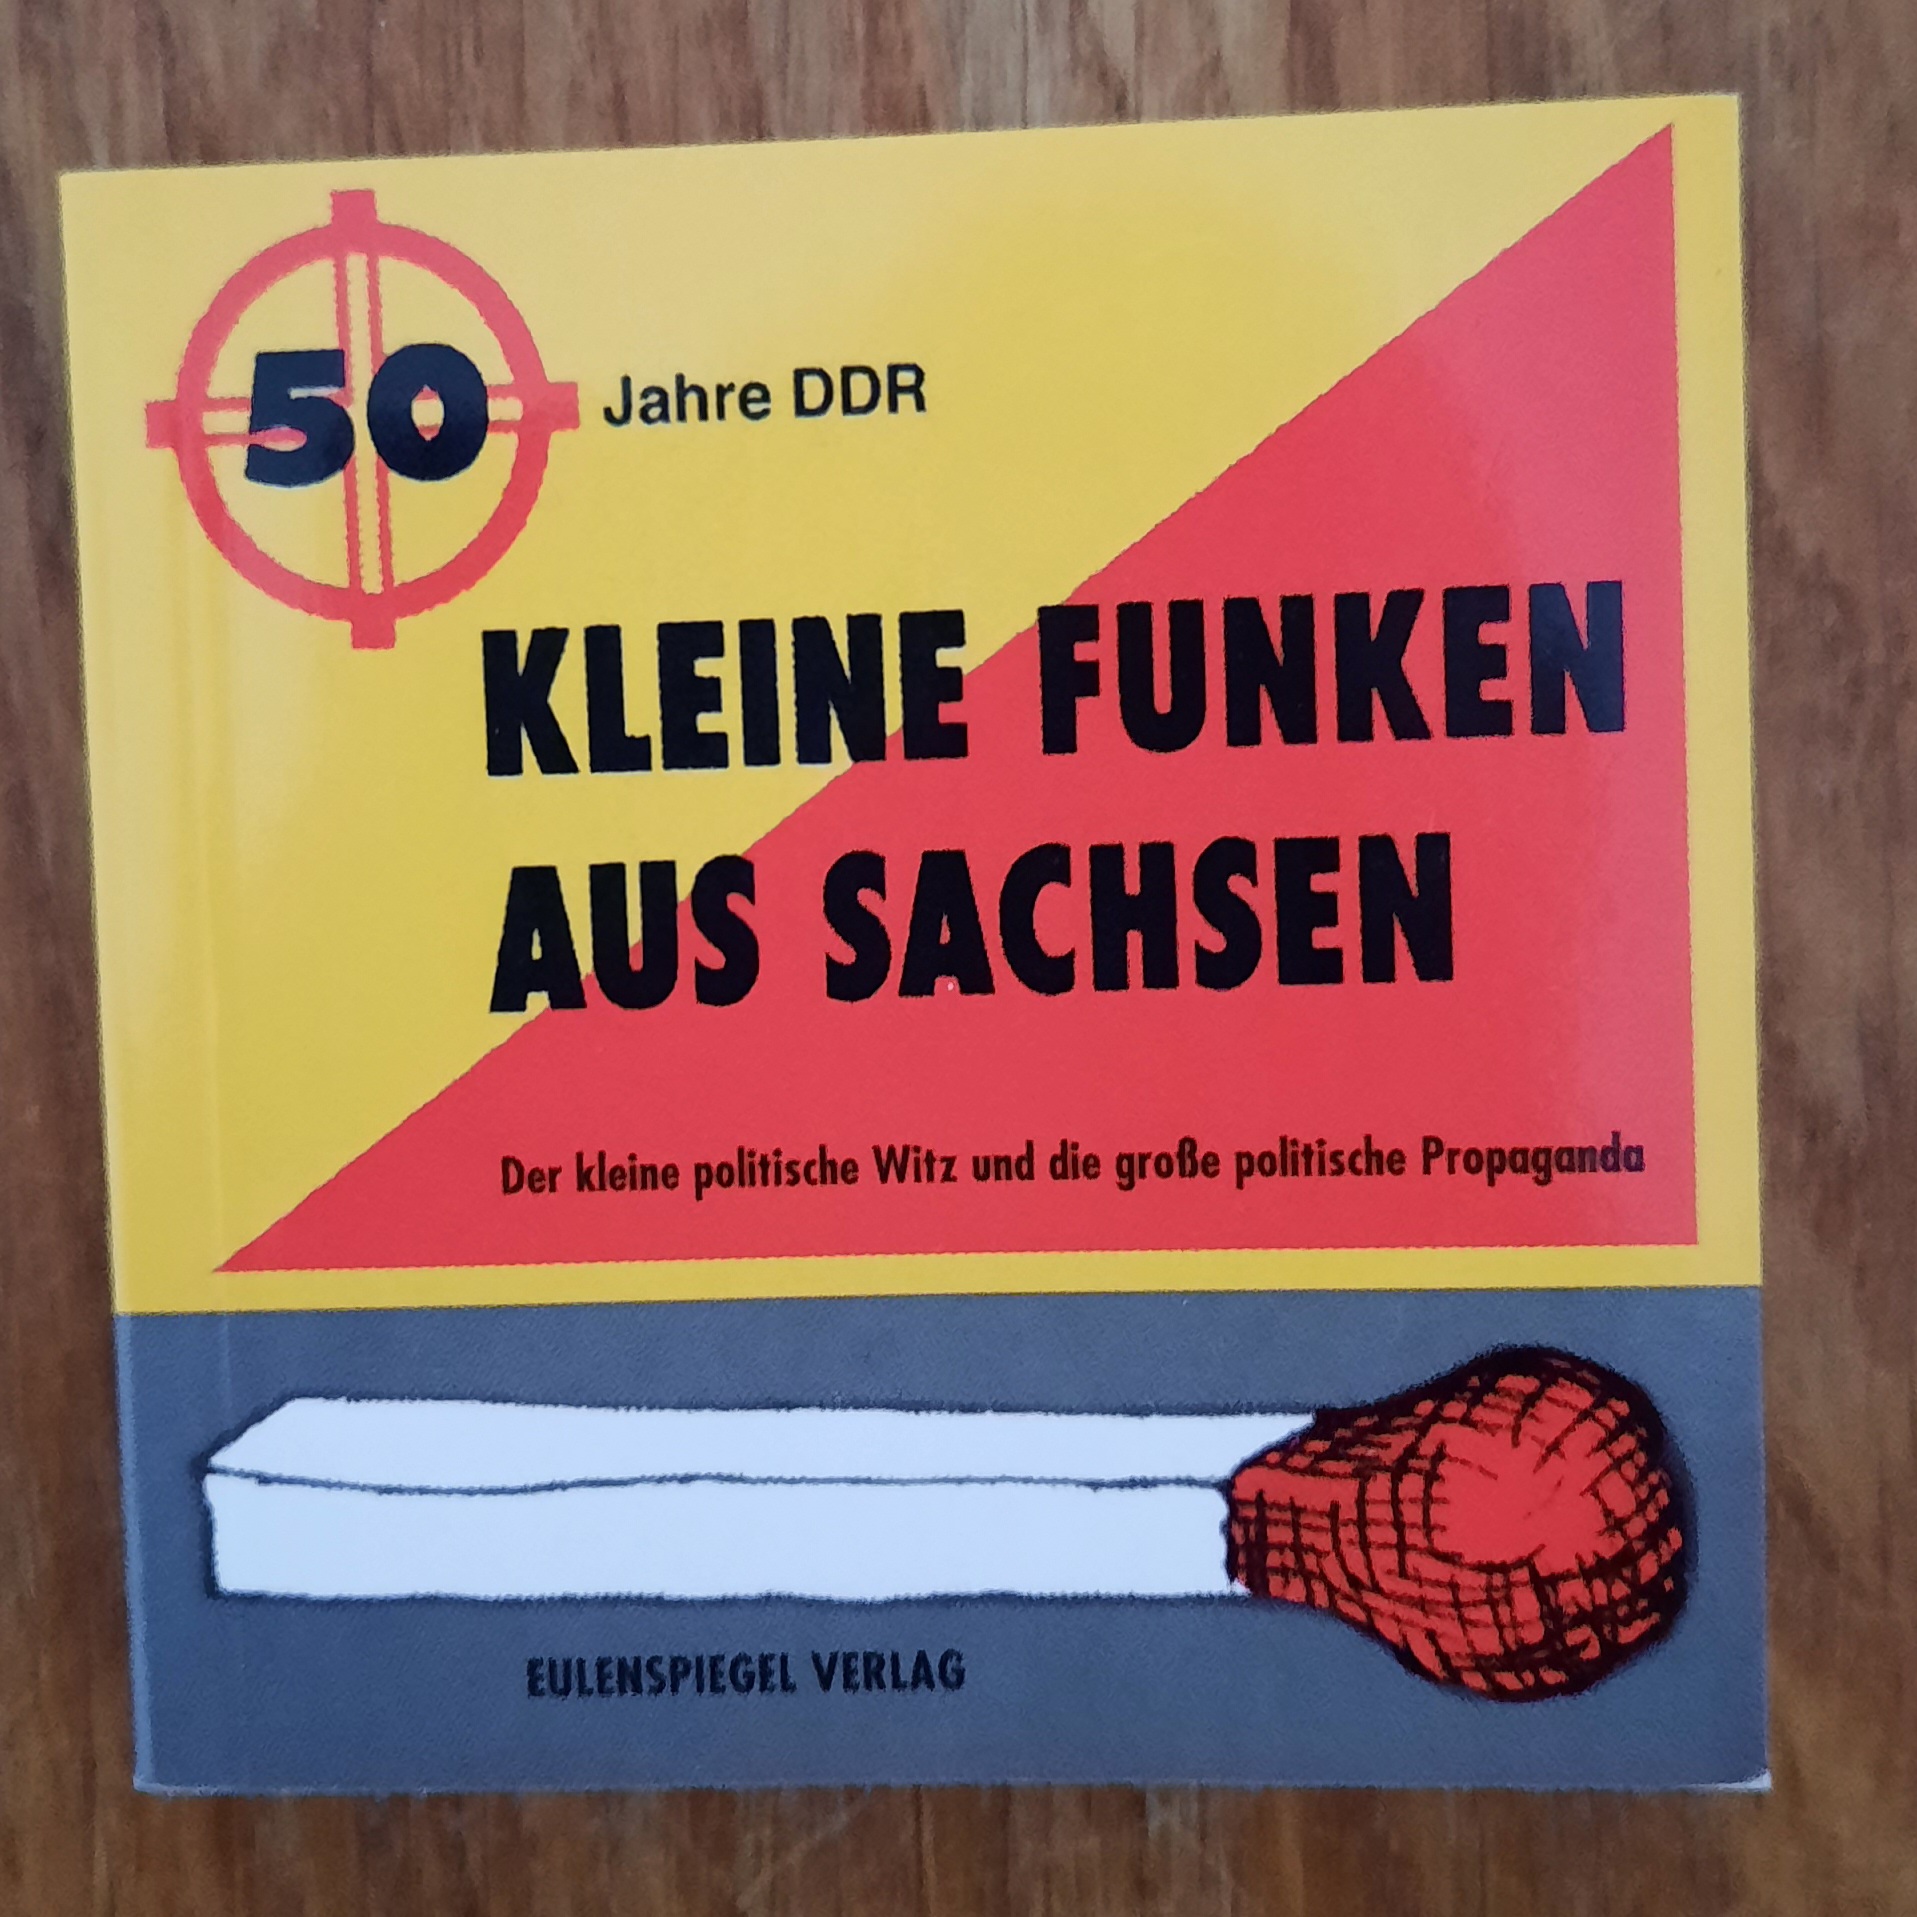 50 Jahre DDR
KLEINE FUNKEN
AUS SACHSEN
Der kleine politische Witz und die große politische Propaganda
EULENSPIEGEL VERLAG